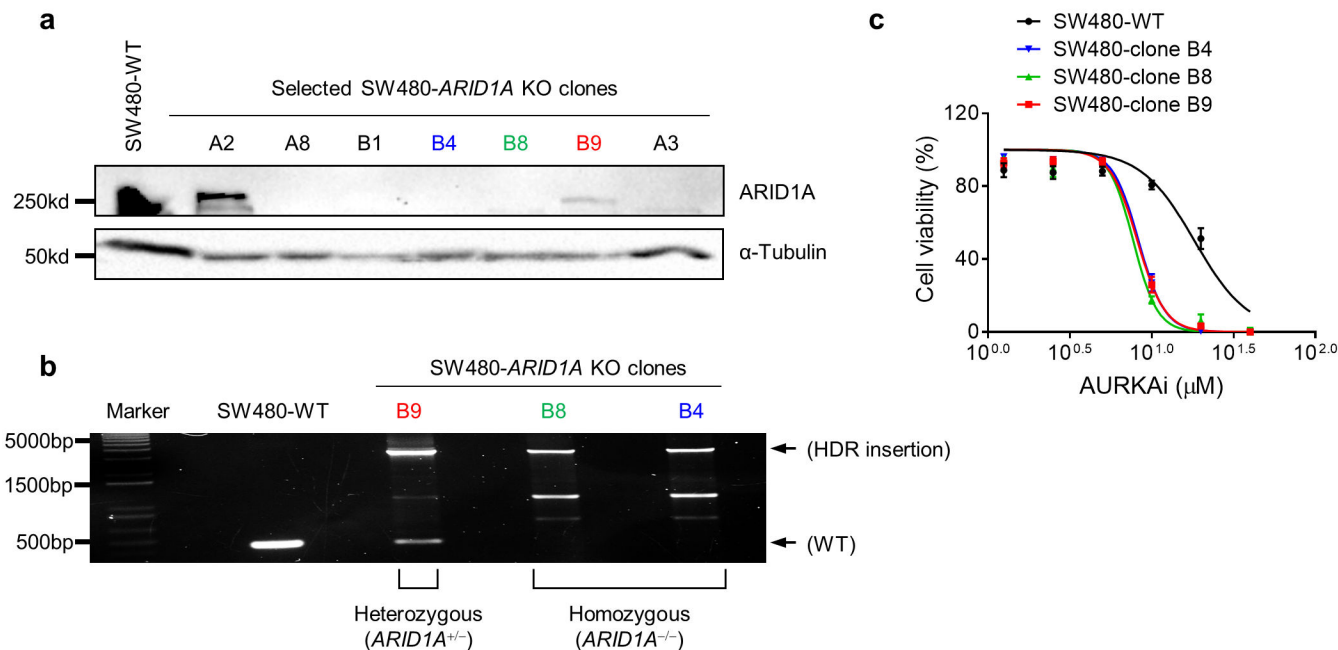 a
SW480-WT
Selected SW480-ARID1A KO clones
A2 A8 B1 B4 B8 B9 A3
250kd
ARID1A
50kd
α-Tubulin
b
SW480-ARID1A KO clones
Marker SW480-WT B9 B8 B4
5000bp
(HDR insertion)
1500bp
500bp
(WT)
Heterozygous
(ARID1A+/–)
Homozygous
(ARID1A–/–)
c
SW480-WT
SW480-clone B4
SW480-clone B8
SW480-clone B9
Cell viability (%)
120
80
40
0
10^0.0 10^0.5 10^1.0 10^1.5 10^2.0
AURKAi (μM)